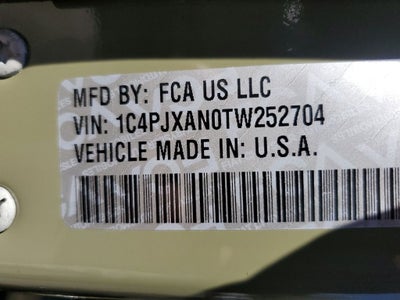 MFD BY: FCA US LLC
VIN: 1C4PJXAN0TW252704
VEHICLE MADE IN: U.S.A.